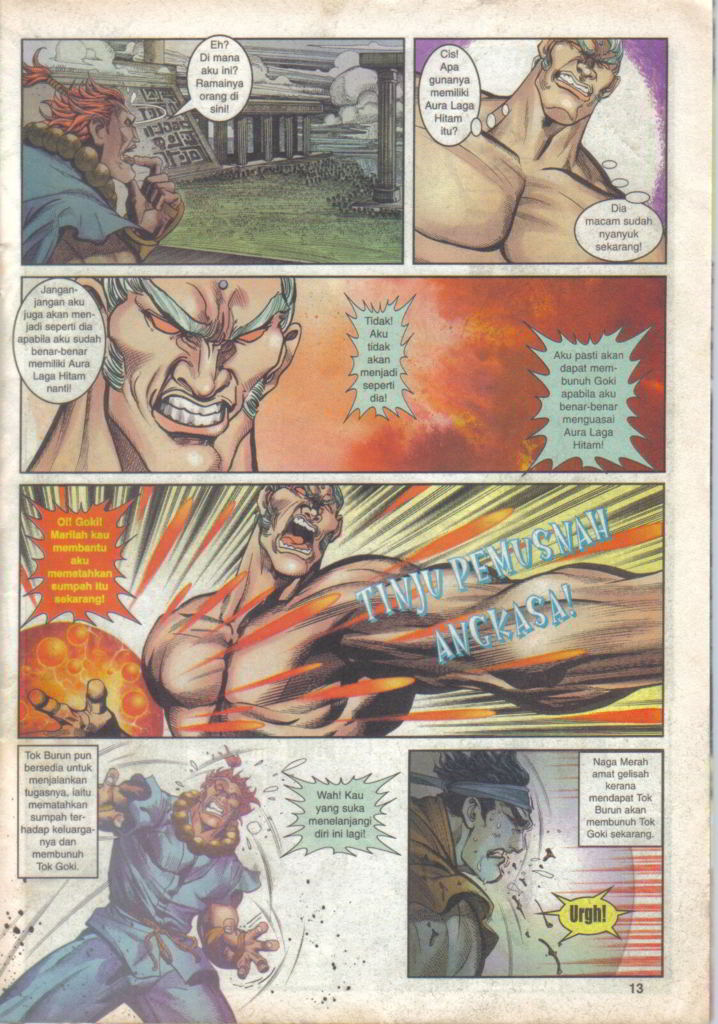 Eh?
Di mana
aku ini?
Ramainya
orang di
sini!
Cis!
Apa
gunanya
memiliki
Aura Laga
Hitam
itu?
Dia
macam sudah
nyanyuk
sekarang!
Jangan-
jangan aku
juga akan men-
jadi seperti dia
apabila aku sudah
benar-benar
memiliki Aura
Laga Hitam
nanti!
Tidak!
Aku
tidak
akan
menjadi
seperti
dia!
Aku pasti akan
dapat mem-
bunuh Goki
apabila aku
benar-benar
menguasai
Aura Laga
Hitam!
Oi! Goki!
Marilah kau
membantu
aku
mematahkan
sumpah itu
sekarang!
TINJU PEMUSNAH
ANGKASA!
Tok Burun pun
bersedia untuk
menjalankan
tugasnya, iaitu
mematahkan
sumpah ter-
hadap keluarga-
nya dan
membunuh
Tok Goki.
Wah! Kau
yang suka
menelanjangi
diri ini lagi!
Naga Merah
amat gelisah
kerana
mendapat Tok
Burun akan
membunuh Tok
Goki sekarang.
Urgh!
13